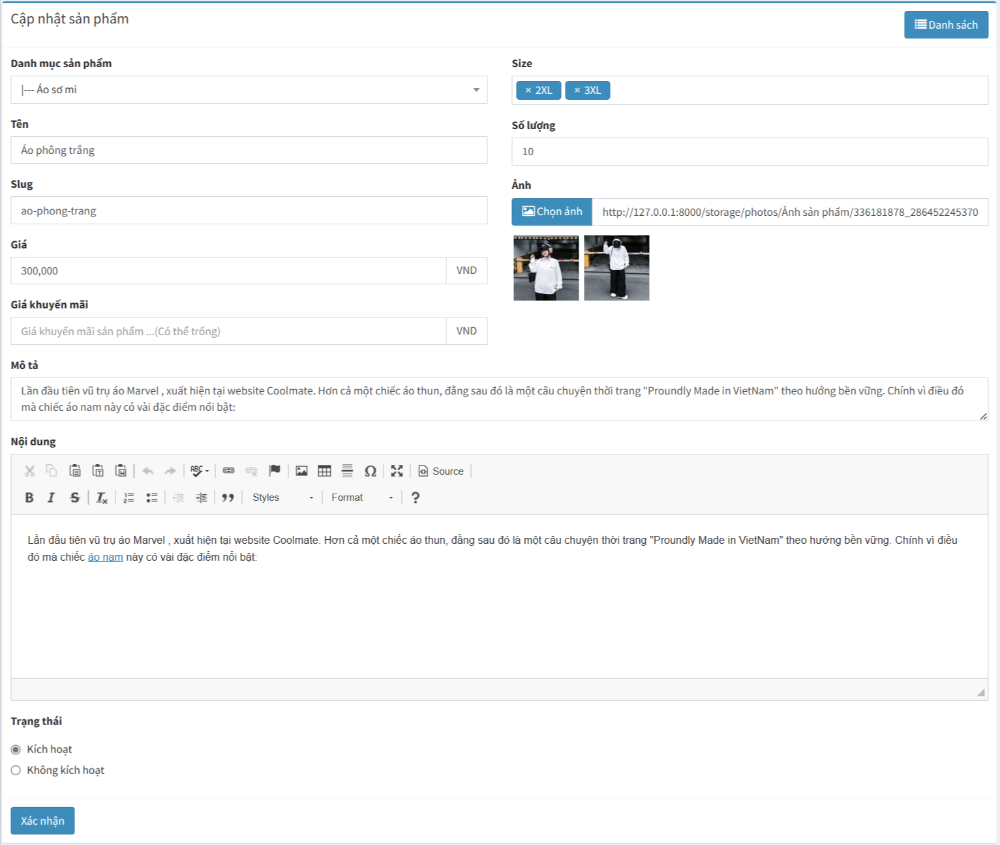 Cập nhật sản phẩm
Danh sách
Danh mục sản phẩm
|--- Áo sơ mi
Tên
Áo phông trắng
Slug
ao-phong-trang
Giá
300,000
VND
Giá khuyến mãi
Giá khuyến mãi sản phẩm ...(Có thể trống)
VND
Size
× 2XL
× 3XL
Số lượng
10
Ảnh
Chọn ảnh
http://127.0.0.1:8000/storage/photos/Ảnh sản phẩm/336181878_286452245370
Mô tả
Lần đầu tiên vũ trụ áo Marvel , xuất hiện tại website Coolmate. Hơn cả một chiếc áo thun, đằng sau đó là một câu chuyện thời trang "Proundly Made in VietNam" theo hướng bền vững. Chính vì điều đó
mà chiếc áo nam này có vài đặc điểm nổi bật:
Nội dung
ABC
Source
B I S Tx
Styles
Format
?
Lần đầu tiên vũ trụ áo Marvel , xuất hiện tại website Coolmate. Hơn cả một chiếc áo thun, đằng sau đó là một câu chuyện thời trang "Proundly Made in VietNam" theo hướng bền vững. Chính vì điều
đó mà chiếc áo nam này có vài đặc điểm nổi bật:
Trạng thái
Kích hoạt
Không kích hoạt
Xác nhận